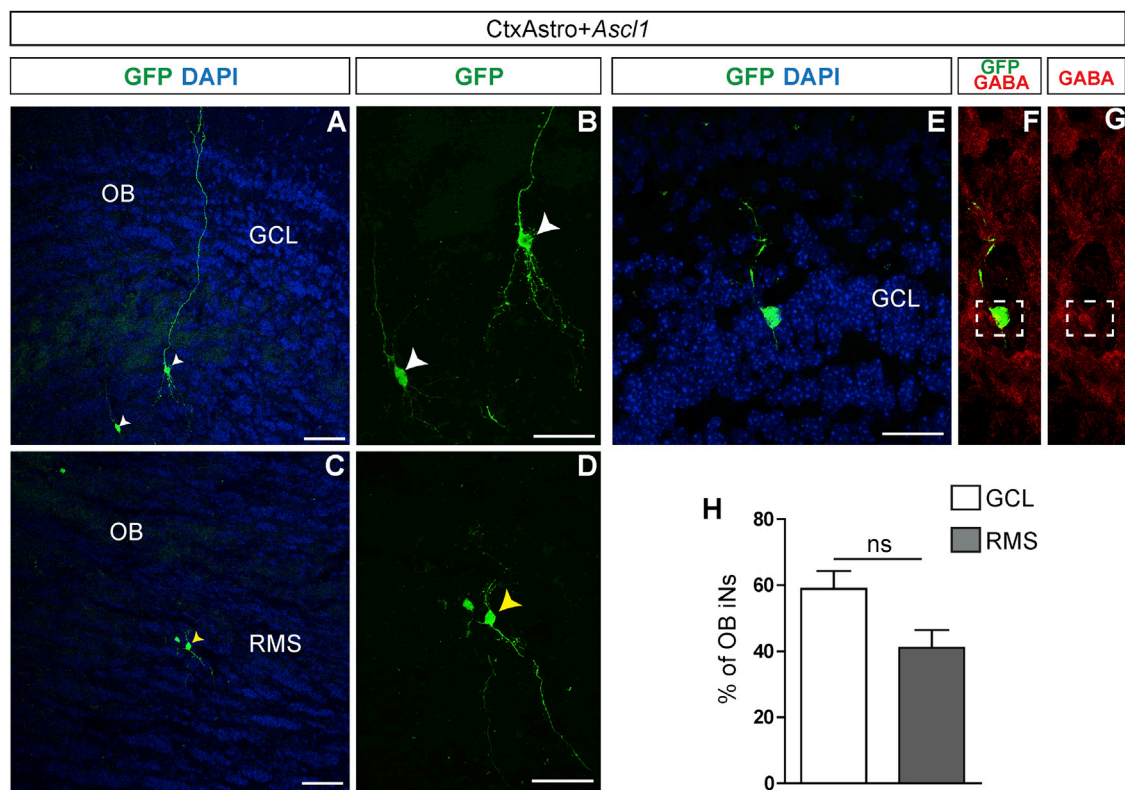 CtxAstro+Ascl1
GFP DAPI
GFP
GFP DAPI
GFP
GABA
GABA
A
OB
GCL
B
E
GCL
F
G
C
OB
RMS
D
H
GCL
RMS
80
60
40
20
0
% of OB iNs
ns